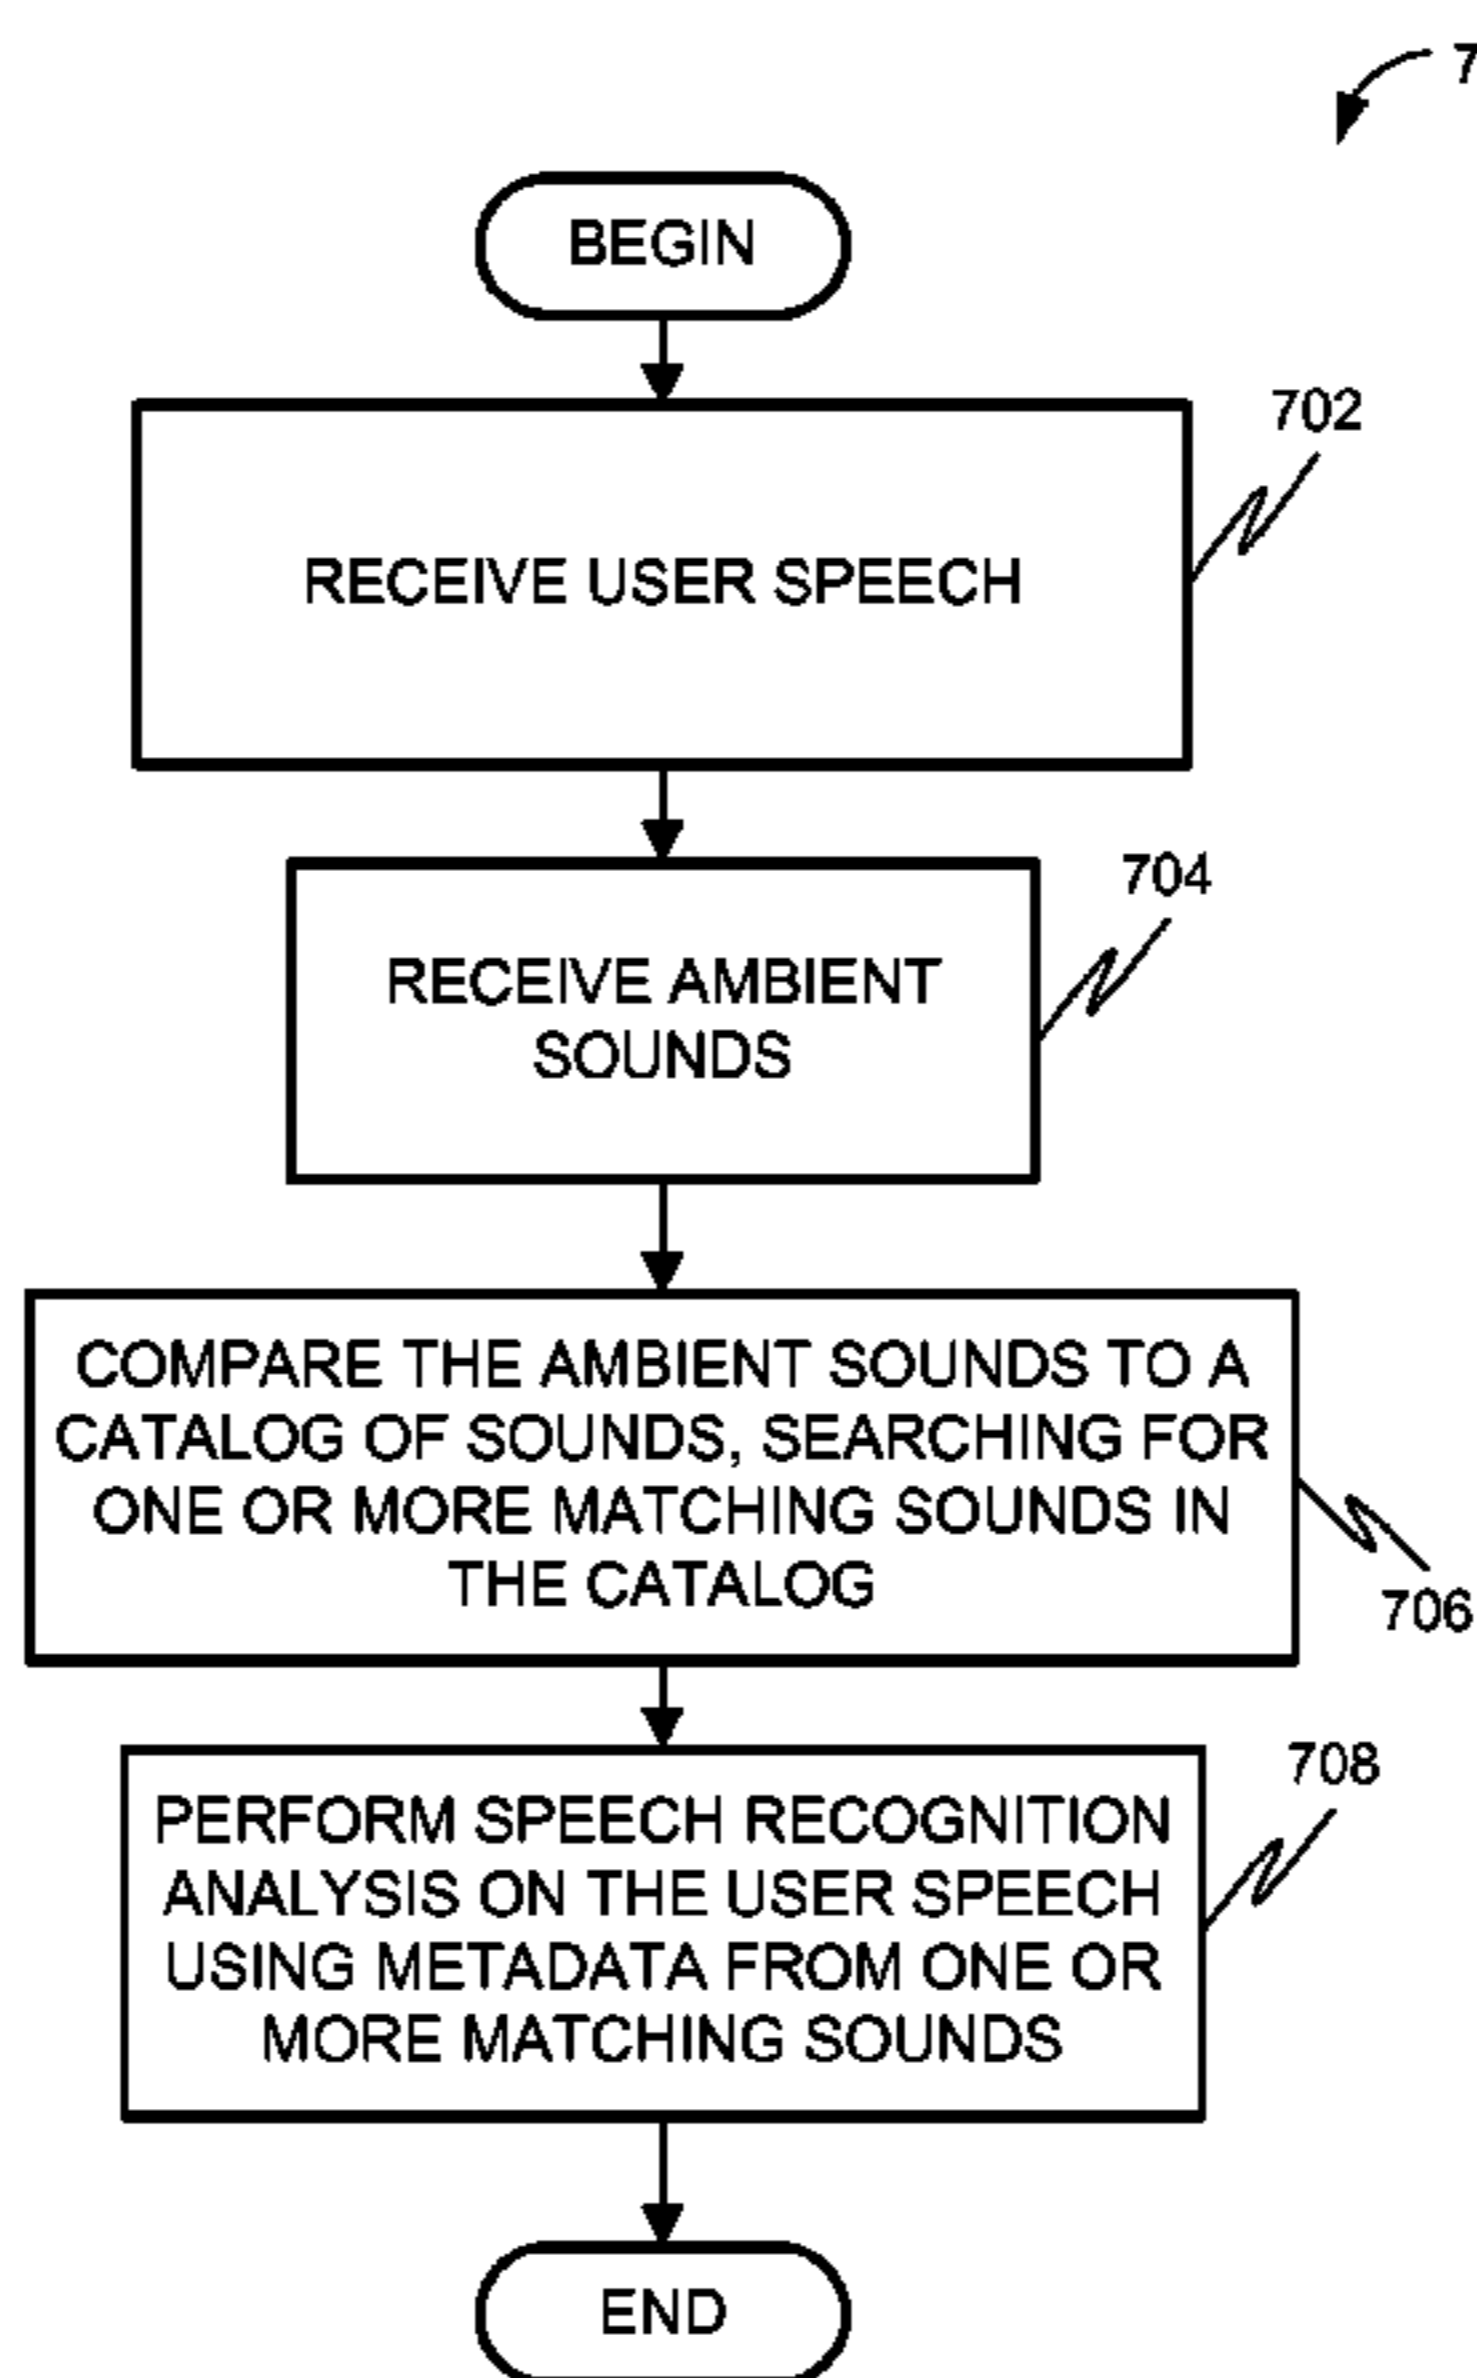 7
BEGIN
702
RECEIVE USER SPEECH
704
RECEIVE AMBIENT
SOUNDS
COMPARE THE AMBIENT SOUNDS TO A
CATALOG OF SOUNDS, SEARCHING FOR
ONE OR MORE MATCHING SOUNDS IN
THE CATALOG
706
708
PERFORM SPEECH RECOGNITION
ANALYSIS ON THE USER SPEECH
USING METADATA FROM ONE OR
MORE MATCHING SOUNDS
END